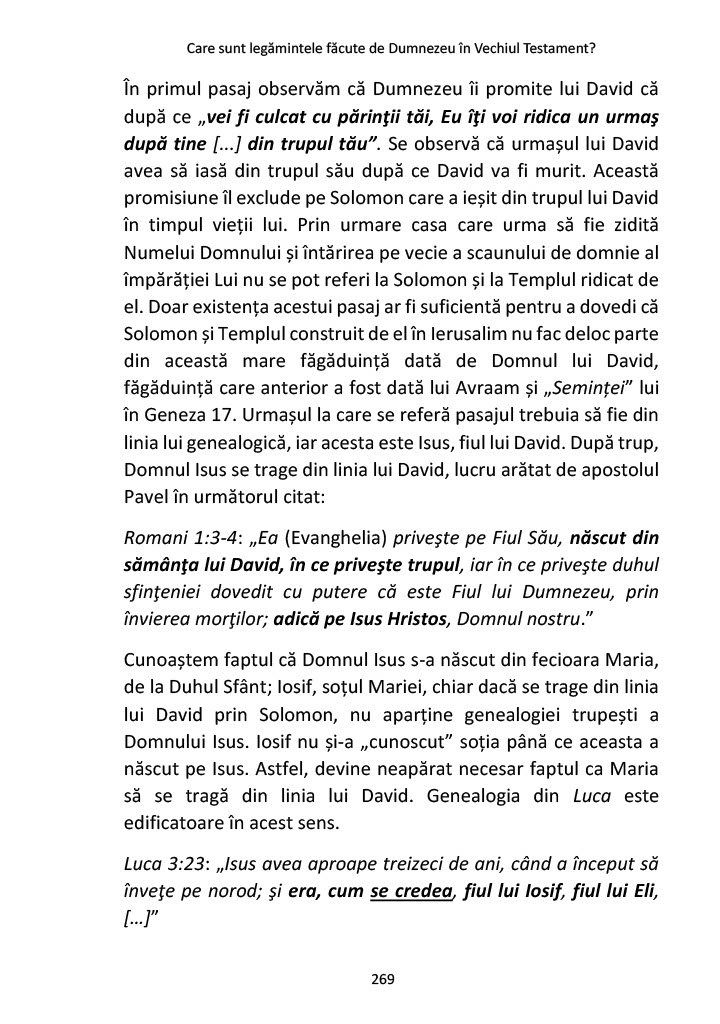 Care sunt legămintele făcute de Dumnezeu în Vechiul Testament?
În primul pasaj observăm că Dumnezeu îi promite lui David că
după ce „vei fi culcat cu părinţii tăi, Eu îţi voi ridica un urmaş
după tine [...] din trupul tău”. Se observă că urmașul lui David
avea să iasă din trupul său după ce David va fi murit. Această
promisiune îl exclude pe Solomon care a ieșit din trupul lui David
în timpul vieții lui. Prin urmare casa care urma să fie zidită
Numelui Domnului și întărirea pe vecie a scaunului de domnie al
împărăției Lui nu se pot referi la Solomon și la Templul ridicat de
el. Doar existența acestui pasaj ar fi suficientă pentru a dovedi că
Solomon și Templul construit de el în Ierusalim nu fac deloc parte
din această mare făgăduință dată de Domnul lui David,
făgăduință care anterior a fost dată lui Avraam și „Seminței” lui
în Geneza 17. Urmașul la care se referă pasajul trebuia să fie din
linia lui genealogică, iar acesta este Isus, fiul lui David. După trup,
Domnul Isus se trage din linia lui David, lucru arătat de apostolul
Pavel în următorul citat:
Romani 1:3-4: „Ea (Evanghelia) priveşte pe Fiul Său, născut din
sămânţa lui David, în ce priveşte trupul, iar în ce priveşte duhul
sfinţeniei dovedit cu putere că este Fiul lui Dumnezeu, prin
învierea morţilor; adică pe Isus Hristos, Domnul nostru.”
Cunoaștem faptul că Domnul Isus s-a născut din fecioara Maria,
de la Duhul Sfânt; Iosif, soțul Mariei, chiar dacă se trage din linia
lui David prin Solomon, nu aparține genealogiei trupești a
Domnului Isus. Iosif nu și-a „cunoscut” soția până ce aceasta a
născut pe Isus. Astfel, devine neapărat necesar faptul ca Maria
să se tragă din linia lui David. Genealogia din Luca este
edificatoare în acest sens.
Luca 3:23: „Isus avea aproape treizeci de ani, când a început să
înveţe pe norod; şi era, cum se credea, fiul lui Iosif, fiul lui Eli,
[…]”
269